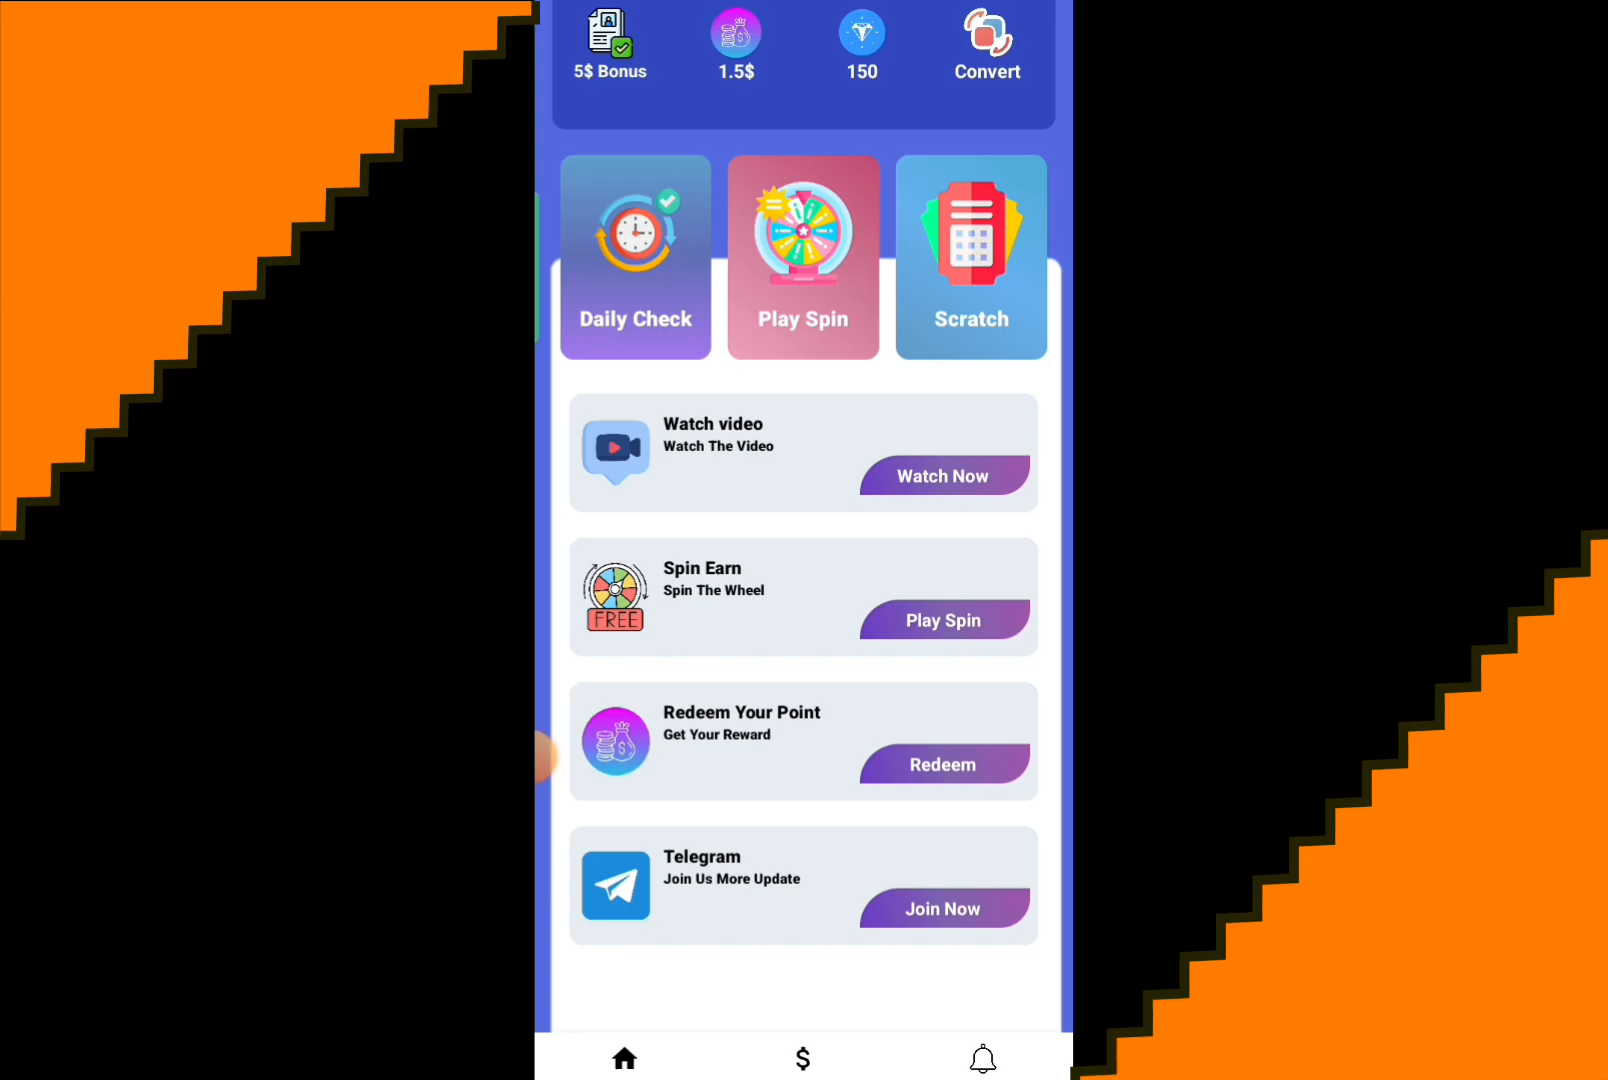 5$ Bonus
1.5$
150
Convert
Daily Check
Play Spin
Scratch
Watch video
Watch The Video
Watch Now
Spin Earn
Spin The Wheel
FREE
Play Spin
Redeem Your Point
Get Your Reward
Redeem
Telegram
Join Us More Update
Join Now